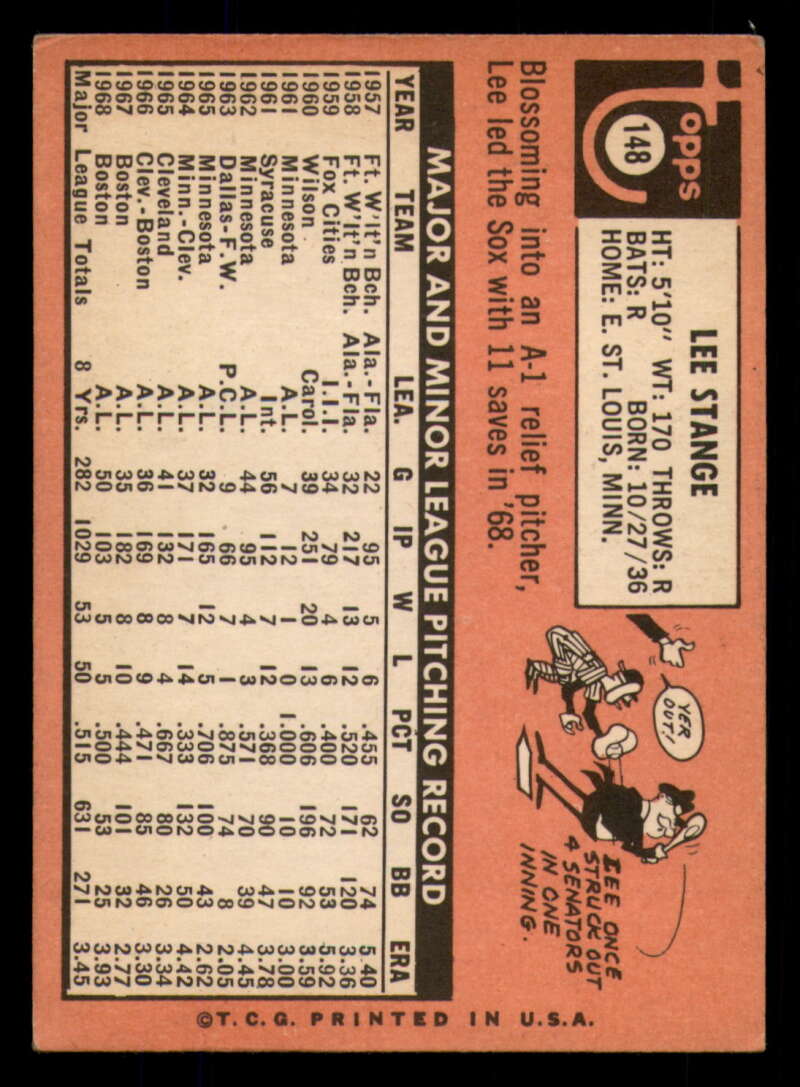 Topps
148
LEE STANGE
HT: 5'10" WT: 170 THROWS: R
BATS: R BORN: 10/27/36
HOME: E. ST. LOUIS, MINN.
Blossoming into an A-1 relief pitcher,
Lee led the Sox with 11 saves in '68.
YER
OUT!
LEE ONCE
STRUCK OUT
4 SENATORS
IN ONE
INNING.
MAJOR AND MINOR LEAGUE PITCHING RECORD
YEAR TEAM LEA. G IP W L PCT SO BB ERA
1957 Ft. W'lt'n Bch. Ala.-Fla. 22 95 5 6 .455 62 74 5.40
1958 Ft. W'lt'n Bch. Ala.-Fla. 32 217 13 12 .520 171 120 3.36
1959 Fox Cities I.I.I. 34 79 4 6 .400 72 53 5.92
1960 Wilson Carol. 39 251 20 13 .606 196 92 3.59
1961 Minnesota A.L. 7 12 1 0 1.000 10 10 3.00
1961 Syracuse Int. 56 112 7 12 .368 90 47 3.78
1962 Minnesota A.L. 44 95 4 3 .571 70 39 4.45
1963 Dallas-F.W. P.C.L. 9 66 7 1 .875 74 8 2.05
1965 Minnesota A.L. 32 165 12 5 .706 100 43 2.62
1964 Minn.-Clev. A.L. 37 171 7 14 .333 132 50 4.42
1965 Cleveland A.L. 41 132 8 4 .667 80 26 3.34
1966 Clev.-Boston A.L. 36 169 8 9 .471 85 46 3.30
1967 Boston A.L. 35 182 8 10 .444 101 32 2.77
1968 Boston A.L. 50 103 5 5 .500 53 25 3.93
Major League Totals 8 Yrs. 282 1029 53 50 .515 631 271 3.45
©T.C.G. PRINTED IN U.S.A.